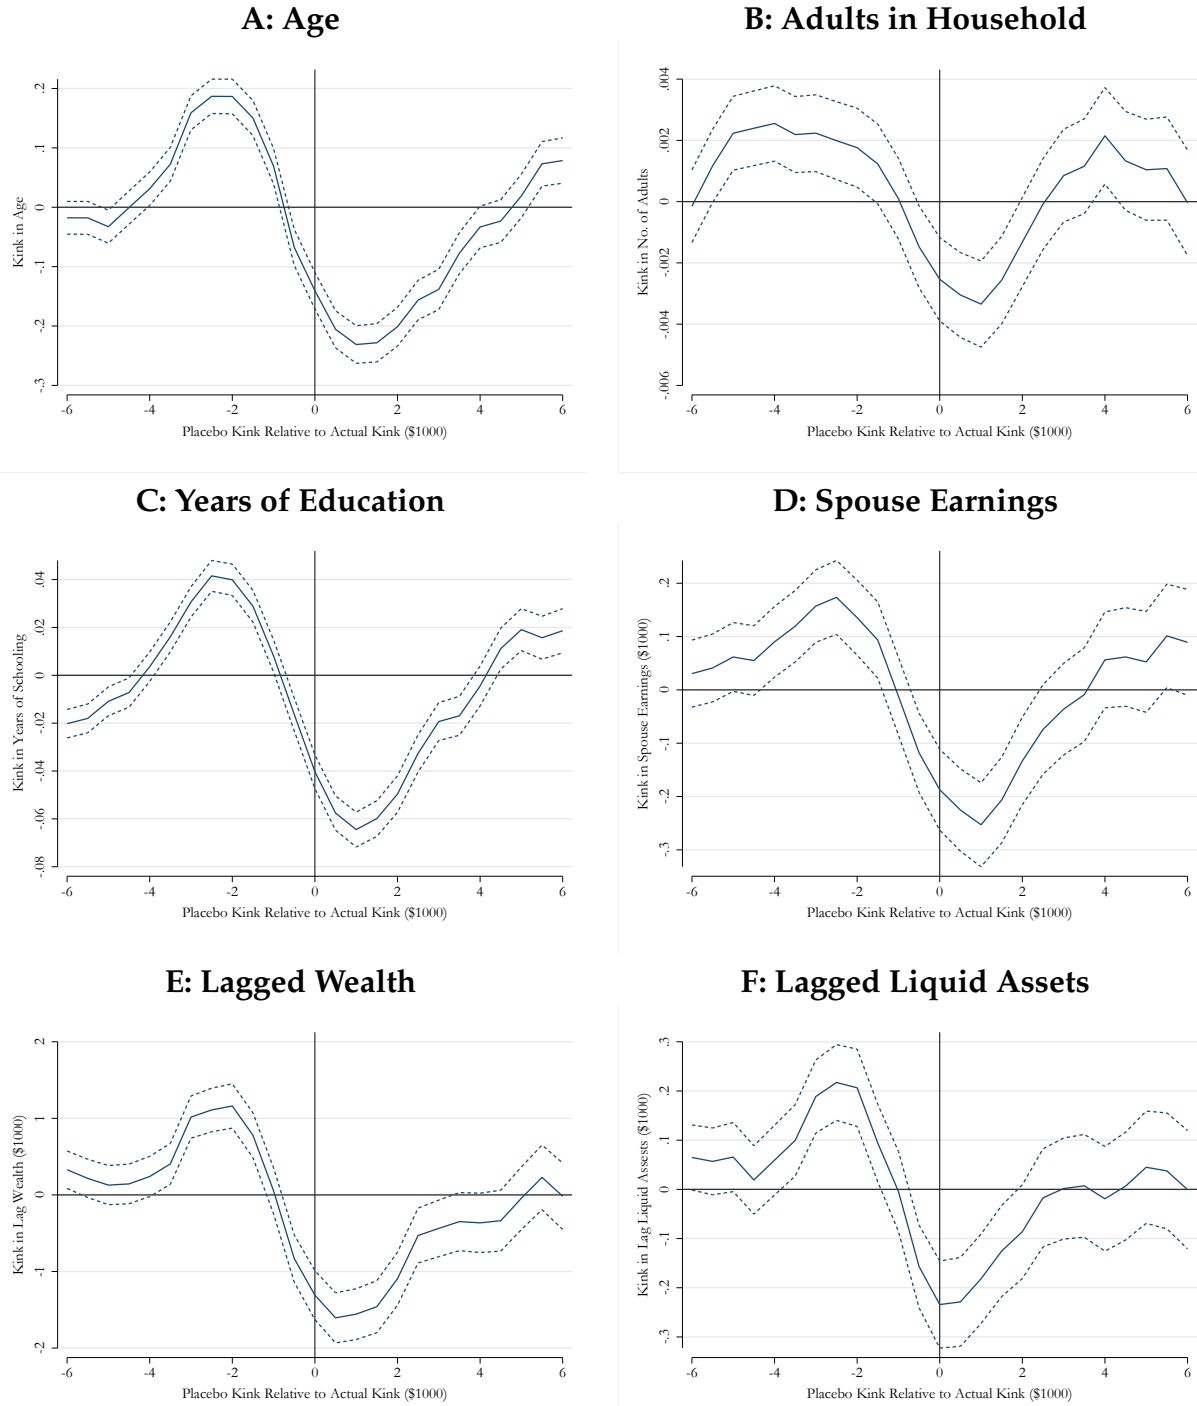 A: Age
Kink in Age
.2
.1
0
-.1
-.2
-.3
-6 -4 -2 0 2 4 6
Placebo Kink Relative to Actual Kink ($1000)
B: Adults in Household
Kink in No. of Adults
.004
.002
0
-.002
-.004
-.006
-6 -4 -2 0 2 4 6
Placebo Kink Relative to Actual Kink ($1000)
C: Years of Education
Kink in Years of Schooling
.04
.02
0
-.02
-.04
-.06
-.08
-6 -4 -2 0 2 4 6
Placebo Kink Relative to Actual Kink ($1000)
D: Spouse Earnings
Kink in Spouse Earnings ($1000)
.2
.1
0
-.1
-.2
-.3
-6 -4 -2 0 2 4 6
Placebo Kink Relative to Actual Kink ($1000)
E: Lagged Wealth
Kink in Lag Wealth ($1000)
2
1
0
-1
-2
-6 -4 -2 0 2 4 6
Placebo Kink Relative to Actual Kink ($1000)
F: Lagged Liquid Assets
Kink in Lag Liquid Assests ($1000)
.3
.2
.1
0
-.1
-.2
-.3
-6 -4 -2 0 2 4 6
Placebo Kink Relative to Actual Kink ($1000)